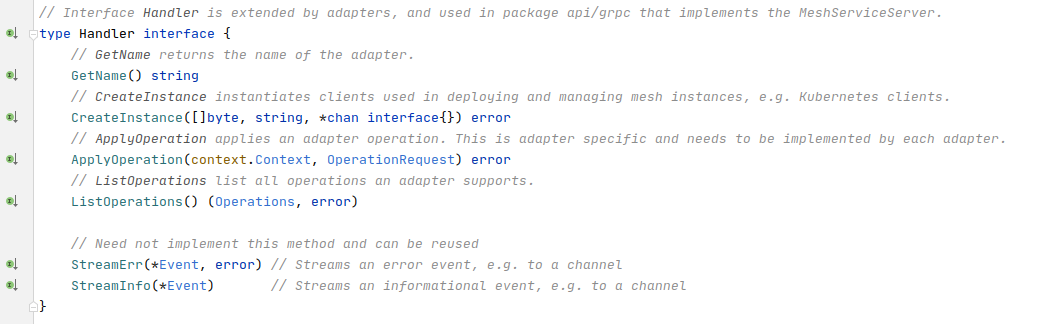 // Interface Handler is extended by adapters, and used in package api/grpc that implements the MeshServiceServer.
type Handler interface {
// GetName returns the name of the adapter.
GetName() string
// CreateInstance instantiates clients used in deploying and managing mesh instances, e.g. Kubernetes clients.
CreateInstance([]byte, string, *chan interface{}) error
// ApplyOperation applies an adapter operation. This is adapter specific and needs to be implemented by each adapter.
ApplyOperation(context.Context, OperationRequest) error
// ListOperations list all operations an adapter supports.
ListOperations() (Operations, error)
// Need not implement this method and can be reused
StreamErr(*Event, error) // Streams an error event, e.g. to a channel
StreamInfo(*Event) // Streams an informational event, e.g. to a channel
}